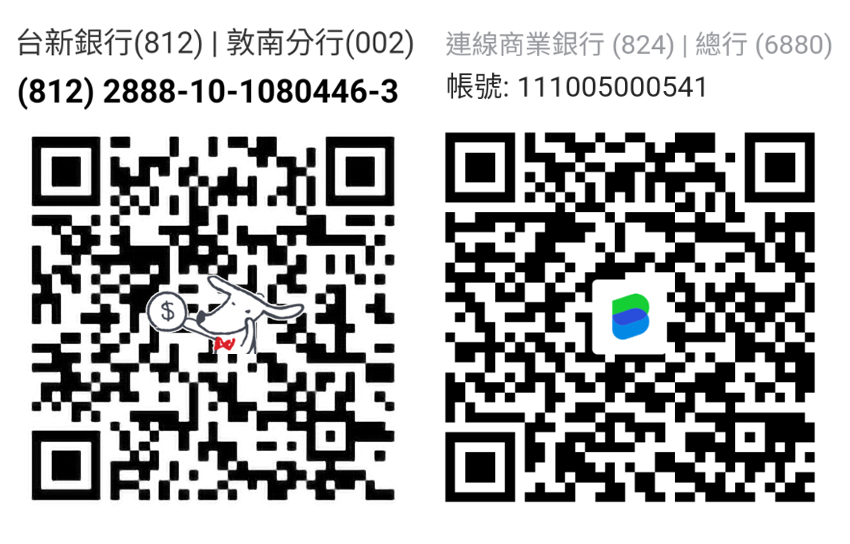 台新銀行(812) | 敦南分行(002)
(812) 2888-10-1080446-3
連線商業銀行 (824) | 總行 (6880)
帳號: 111005000541
$